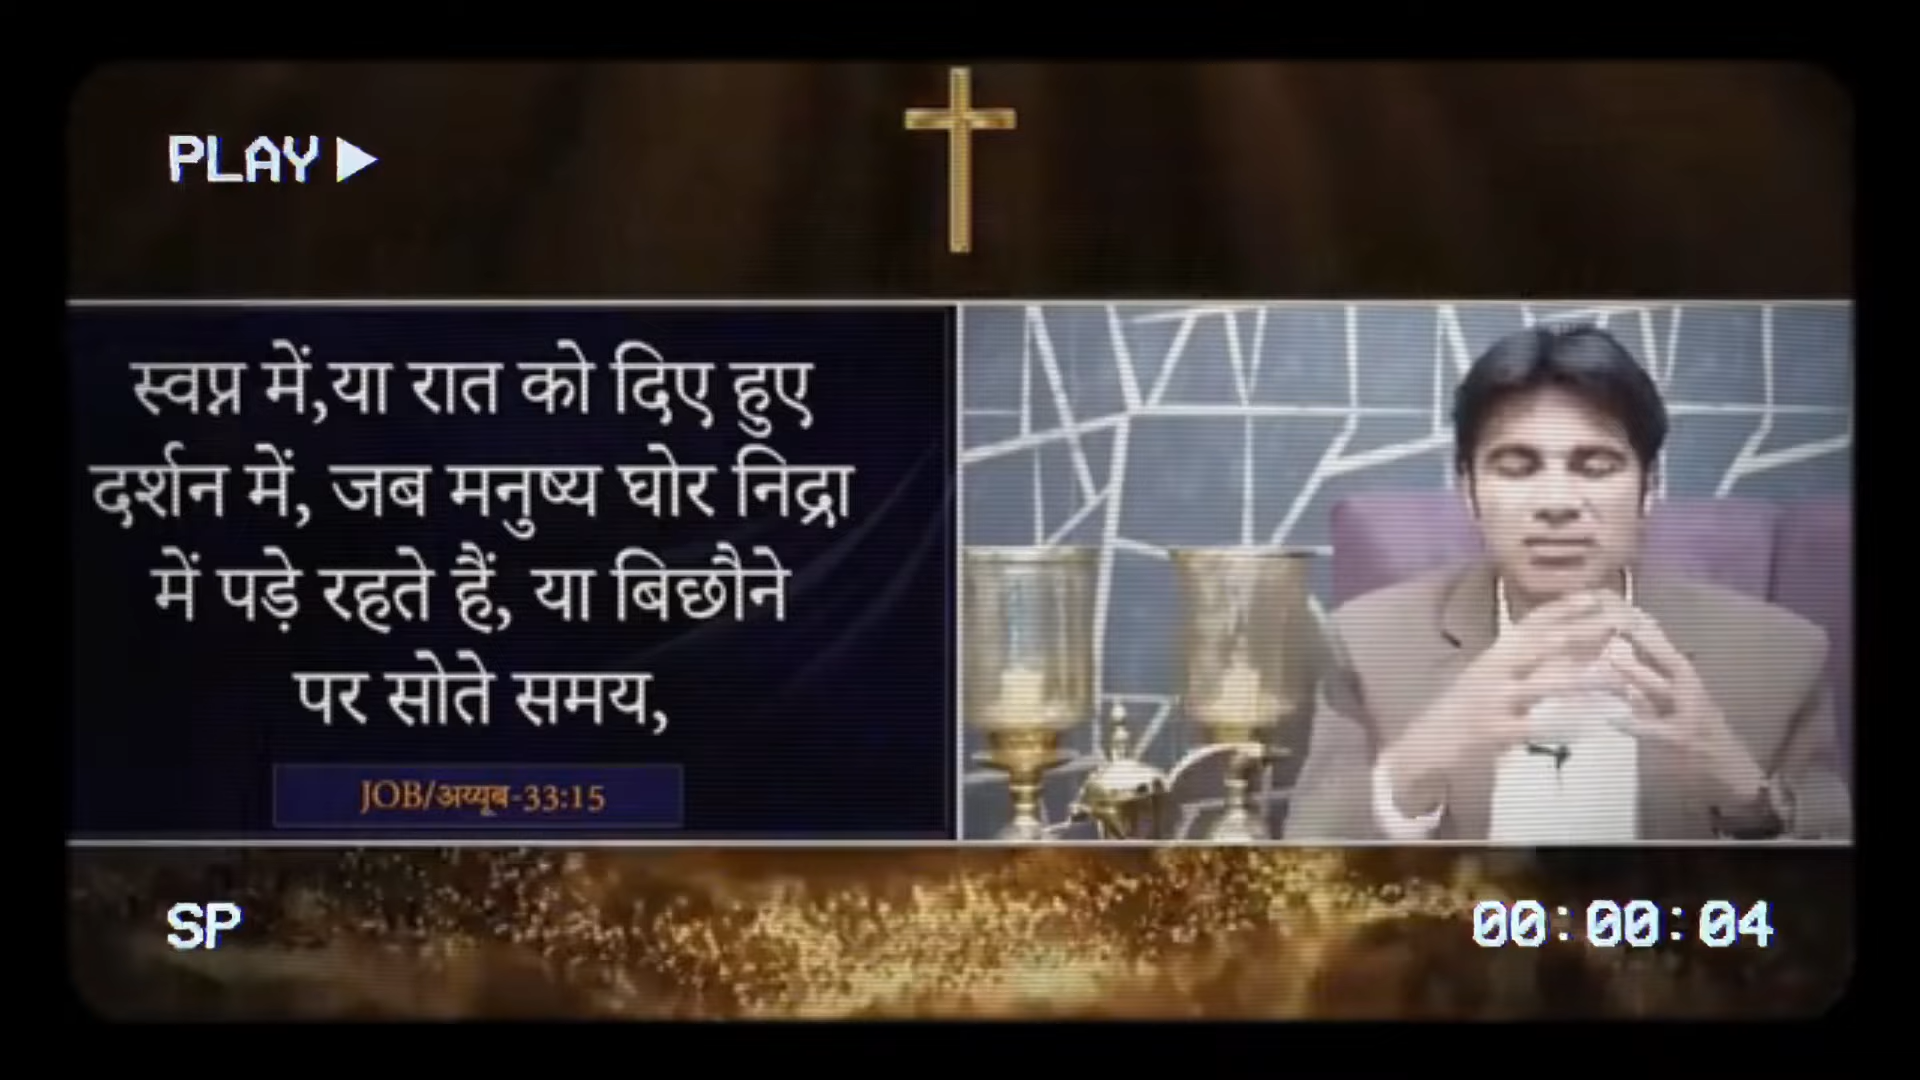 PLAY
स्वप्न में,या रात को दिए हुए
दर्शन में, जब मनुष्य घोर निद्रा
में पड़े रहते हैं, या बिछौने
पर सोते समय,
JOB/अय्यूब-33:15
SP
00:00:04